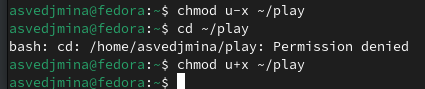 asvedjmina@fedora:~$ chmod u-x ~/play
asvedjmina@fedora:~$ cd ~/play
bash: cd: /home/asvedjmina/play: Permission denied
asvedjmina@fedora:~$ chmod u+x ~/play
asvedjmina@fedora:~$